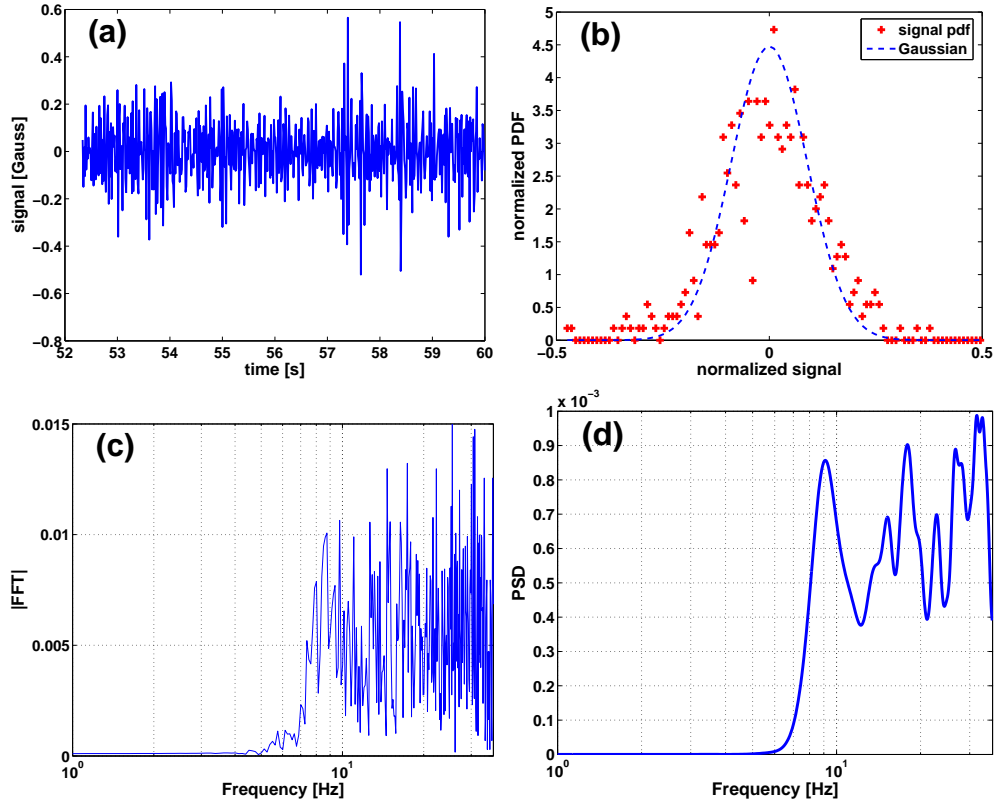 (a)
signal [Gauss]
0.6
0.4
0.2
0
−0.2
−0.4
−0.6
−0.8
52 53 54 55 56 57 58 59 60
time [s]
(b)
signal pdf
Gaussian
normalized PDF
5
4.5
4
3.5
3
2.5
2
1.5
1
0.5
0
−0.5 0 0.5
normalized signal
(c)
|FFT|
0.015
0.01
0.005
0
10^0 10^1
Frequency [Hz]
(d)
x 10^−3
PSD
1
0.9
0.8
0.7
0.6
0.5
0.4
0.3
0.2
0.1
0
10^0 10^1
Frequency [Hz]